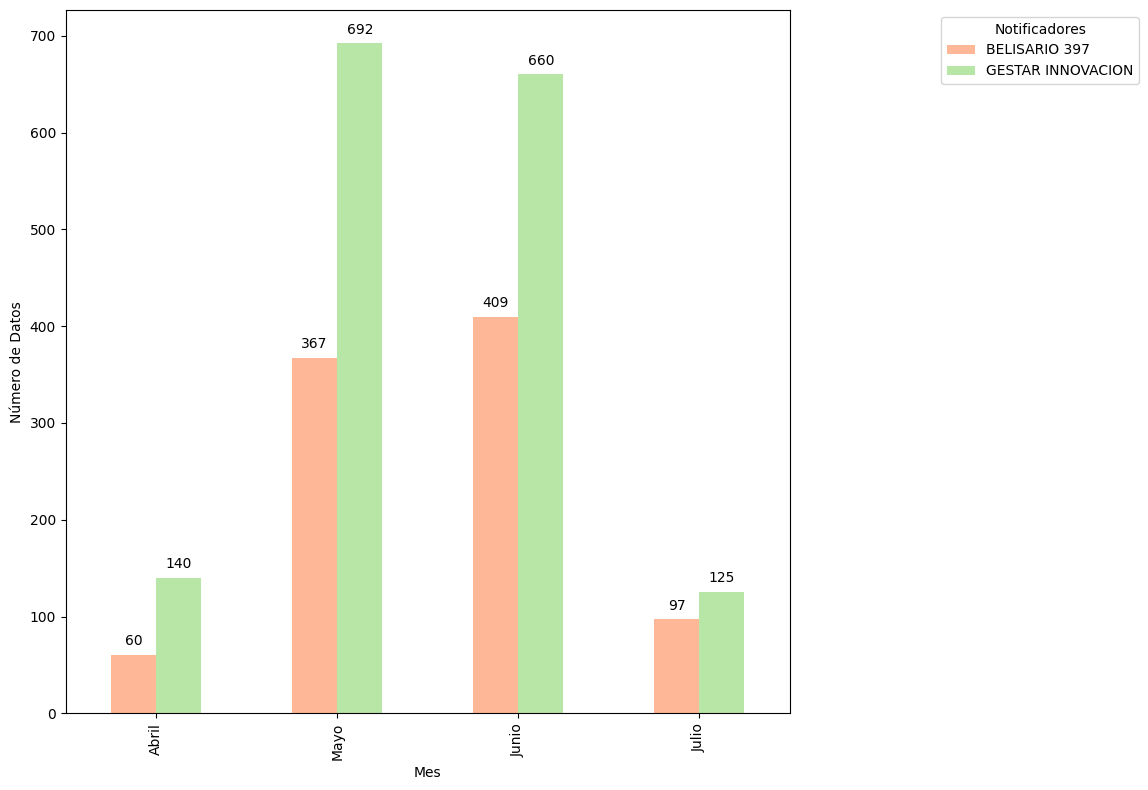 Notificadores
BELISARIO 397
GESTAR INNOVACION
Número de Datos
700
600
500
400
300
200
100
0
60
140
367
692
409
660
97
125
Abril
Mayo
Junio
Julio
Mes